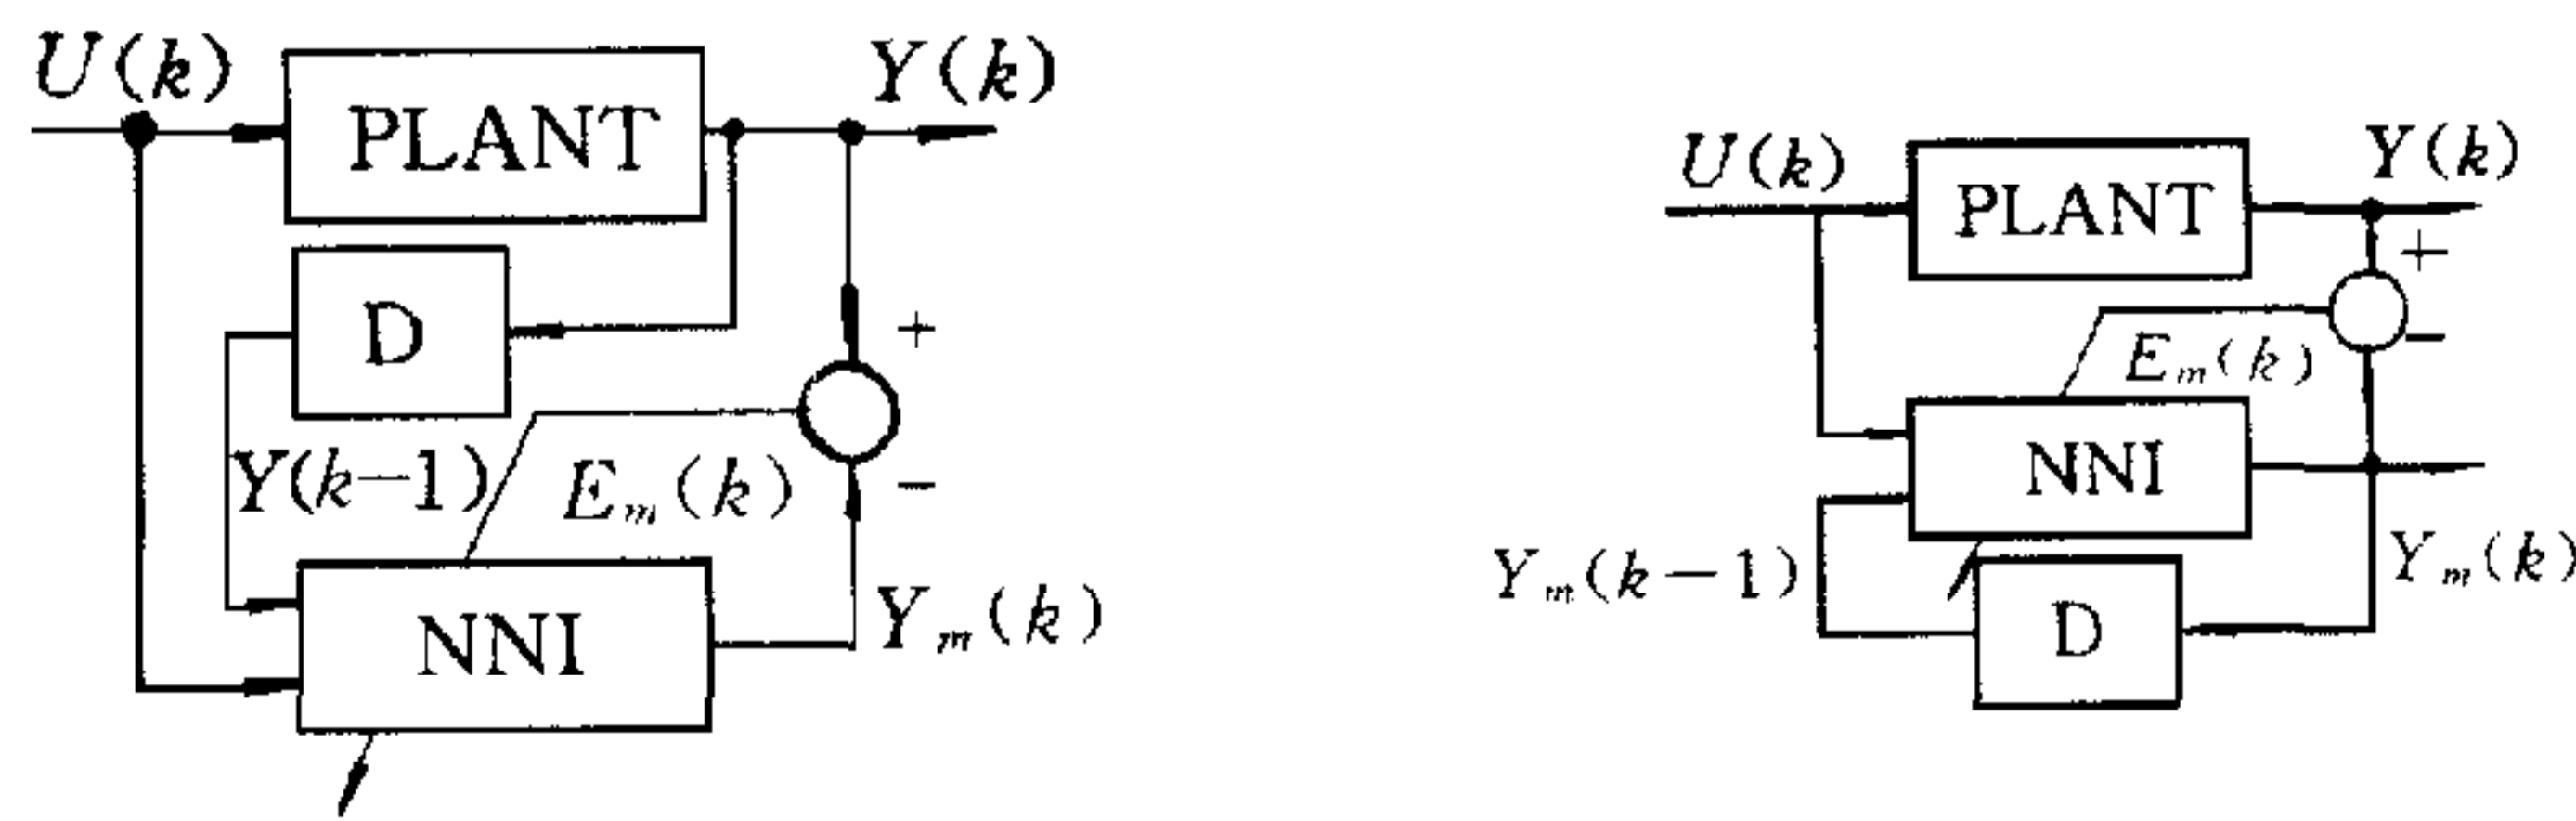 U(k)
PLANT
Y(k)
D
+
Y(k−1)
E_m(k)
−
NNI
Y_m(k)
U(k)
PLANT
Y(k)
+
E_m(k)
−
NNI
Y_m(k−1)
Y_m(k)
D